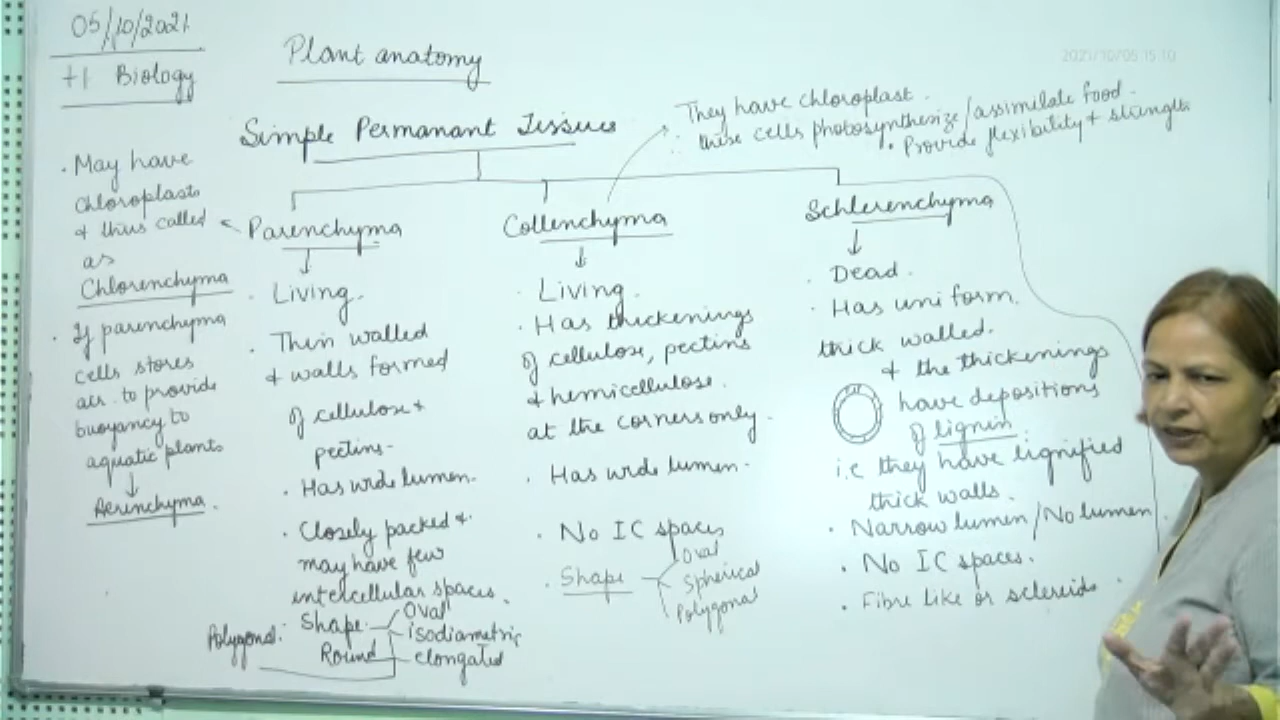 05/10/2021
+1 Biology
Plant anatomy
2021/10/05 15:10
Simple Permanant Tissues
They have chloroplast.
∴ these cells photosynthesize/assimilate food.
• Provide flexibility + strength
• May have
chloroplasts
& thus called
as
Chlorenchyma
• If parenchyma
cells stores
air to provide
buoyancy to
aquatic plants
Aerenchyma.
Parenchyma
• Living.
• Thin walled
& walls formed
of cellulose &
pectins.
• Has wide lumen.
• Closely packed &
may have few
intercellular spaces.
Shape
Oval
isodiametric
elongated
Round
Polygonal
Collenchyma
• Living.
• Has thickenings
of cellulose, pectins
& hemicellulose.
at the corners only.
• Has wide lumen.
• No IC spaces
• Shape
Oval
Spherical
Polygonal
Schlerenchyma
• Dead.
• Has uniform
thick walled.
& the thickenings
have depositions
of lignin
i.e they have lignified
thick walls.
• Narrow lumen/No lumen.
• No IC spaces.
• Fibre like or sclereids.